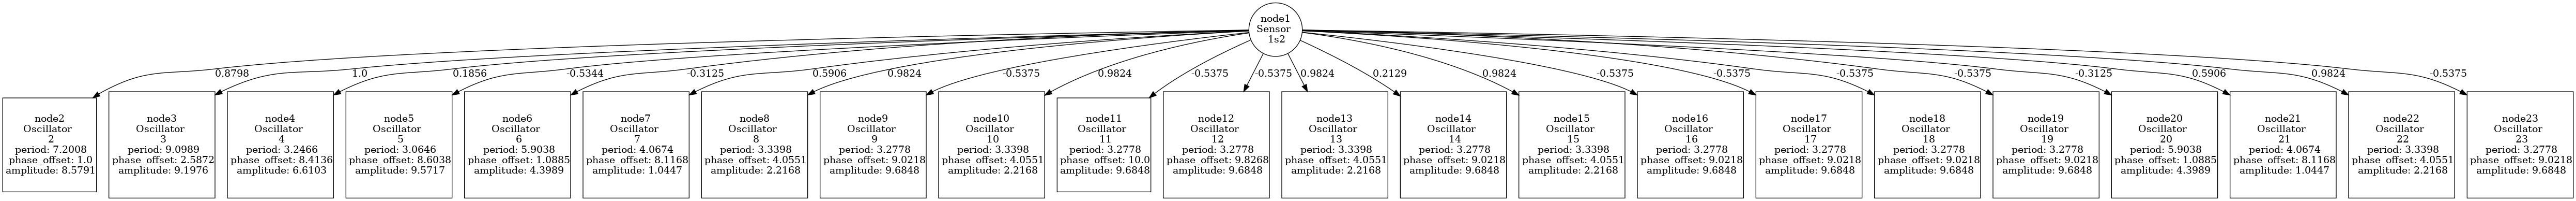 node1
Sensor
1s2
0.8798
1.0
0.1856
-0.5344
-0.3125
0.5906
0.9824
-0.5375
0.9824
-0.5375
-0.5375
0.9824
0.2129
0.9824
-0.5375
-0.5375
-0.5375
-0.5375
-0.3125
0.5906
0.9824
-0.5375
node2
Oscillator
2
period: 7.2008
phase_offset: 1.0
amplitude: 8.5791
node3
Oscillator
3
period: 9.0989
phase_offset: 2.5872
amplitude: 9.1976
node4
Oscillator
4
period: 3.2466
phase_offset: 8.4136
amplitude: 6.6103
node5
Oscillator
5
period: 3.0646
phase_offset: 8.6038
amplitude: 9.5717
node6
Oscillator
6
period: 5.9038
phase_offset: 1.0885
amplitude: 4.3989
node7
Oscillator
7
period: 4.0674
phase_offset: 8.1168
amplitude: 1.0447
node8
Oscillator
8
period: 3.3398
phase_offset: 4.0551
amplitude: 2.2168
node9
Oscillator
9
period: 3.2778
phase_offset: 9.0218
amplitude: 9.6848
node10
Oscillator
10
period: 3.3398
phase_offset: 4.0551
amplitude: 2.2168
node11
Oscillator
11
period: 3.2778
phase_offset: 10.0
amplitude: 9.6848
node12
Oscillator
12
period: 3.2778
phase_offset: 9.8268
amplitude: 9.6848
node13
Oscillator
13
period: 3.3398
phase_offset: 4.0551
amplitude: 2.2168
node14
Oscillator
14
period: 3.2778
phase_offset: 9.0218
amplitude: 9.6848
node15
Oscillator
15
period: 3.3398
phase_offset: 4.0551
amplitude: 2.2168
node16
Oscillator
16
period: 3.2778
phase_offset: 9.0218
amplitude: 9.6848
node17
Oscillator
17
period: 3.2778
phase_offset: 9.0218
amplitude: 9.6848
node18
Oscillator
18
period: 3.2778
phase_offset: 9.0218
amplitude: 9.6848
node19
Oscillator
19
period: 3.2778
phase_offset: 9.0218
amplitude: 9.6848
node20
Oscillator
20
period: 5.9038
phase_offset: 1.0885
amplitude: 4.3989
node21
Oscillator
21
period: 4.0674
phase_offset: 8.1168
amplitude: 1.0447
node22
Oscillator
22
period: 3.3398
phase_offset: 4.0551
amplitude: 2.2168
node23
Oscillator
23
period: 3.2778
phase_offset: 9.0218
amplitude: 9.6848